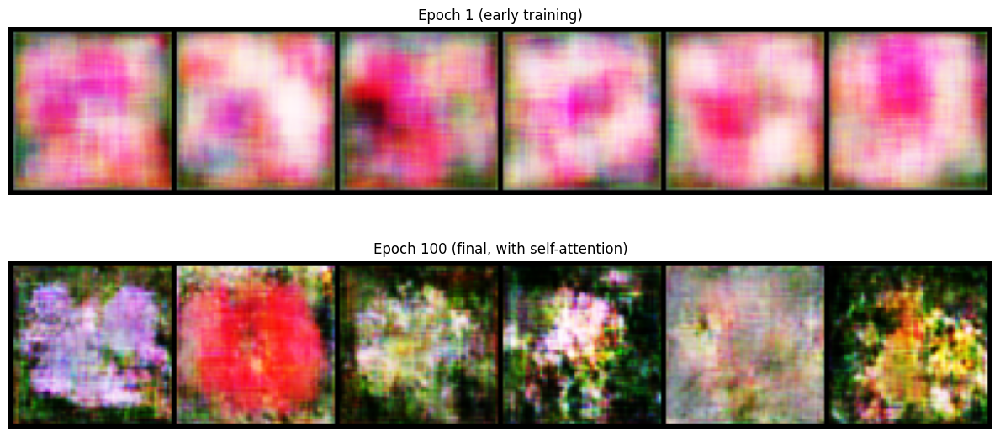 Epoch 1 (early training)
Epoch 100 (final, with self-attention)